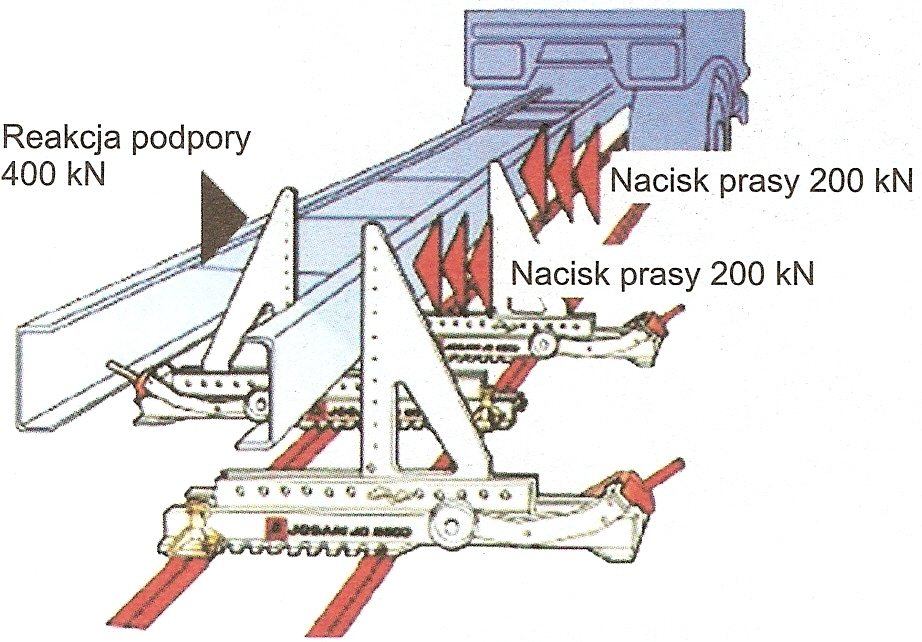 Reakcja podpory
400 kN
Nacisk prasy 200 kN
Nacisk prasy 200 kN